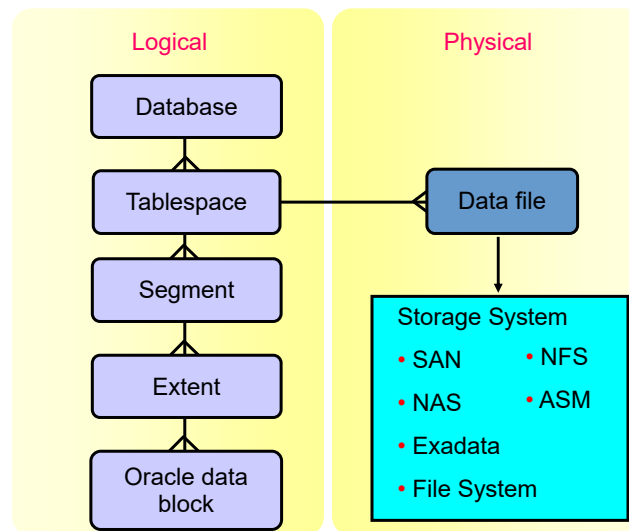 Logical
Physical
Database
Tablespace
Data file
Segment
Extent
Oracle data
block
Storage System
• SAN
• NFS
• NAS
• ASM
• Exadata
• File System